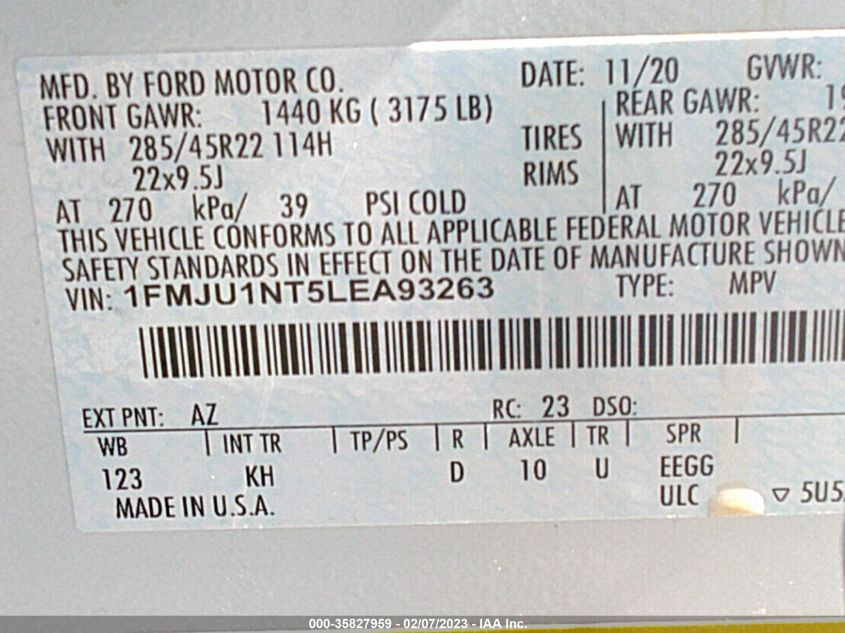 MFD. BY FORD MOTOR CO. DATE: 11/20 GVWR:
FRONT GAWR: 1440 KG ( 3175 LB) REAR GAWR: 19
WITH 285/45R22 114H TIRES WITH 285/45R22
22x9.5J RIMS 22x9.5J
AT 270 kPa/ 39 PSI COLD AT 270 kPa/
THIS VEHICLE CONFORMS TO ALL APPLICABLE FEDERAL MOTOR VEHICLE
SAFETY STANDARDS IN EFFECT ON THE DATE OF MANUFACTURE SHOWN
VIN: 1FMJU1NT5LEA93263 TYPE: MPV
EXT PNT: AZ RC: 23 DSO:
WB INT TR TP/PS R AXLE TR SPR
123 KH D 10 U EEGG
MADE IN U.S.A. ULC ▽ 5U5
000-35827959 - 02/07/2023 - IAA Inc.